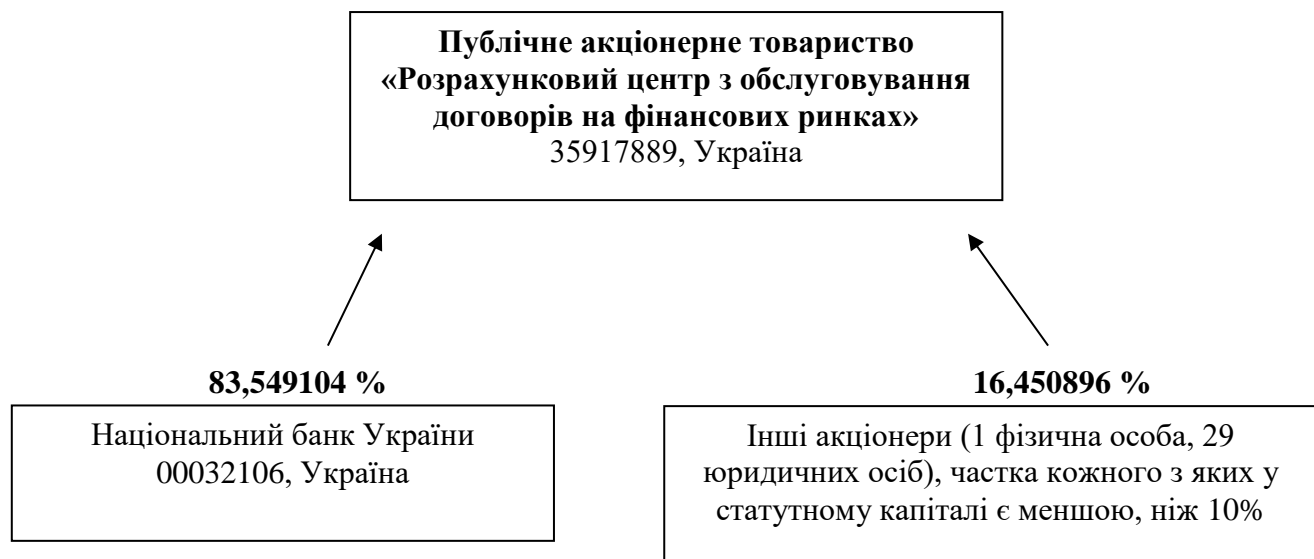 Публічне акціонерне товариство
«Розрахунковий центр з обслуговування
договорів на фінансових ринках»
35917889, Україна
83,549104 %
Національний банк України
00032106, Україна
16,450896 %
Інші акціонери (1 фізична особа, 29
юридичних осіб), частка кожного з яких у
статутному капіталі є меншою, ніж 10%